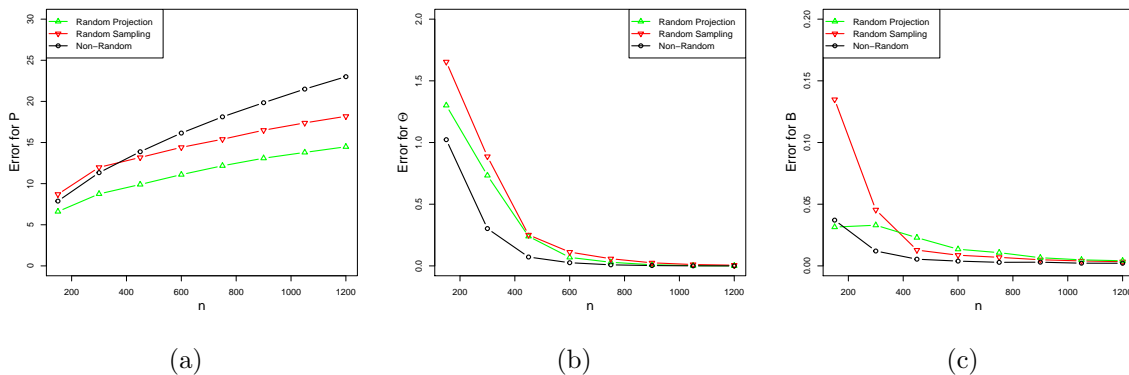 Random Projection
Random Sampling
Non−Random
Error for P
0
5
10
15
20
25
30
200
400
600
800
1000
1200
n
(a)
Random Projection
Random Sampling
Non−Random
Error for Θ
0.0
0.5
1.0
1.5
2.0
200
400
600
800
1000
1200
n
(b)
Random Projection
Random Sampling
Non−Random
Error for B
0.00
0.05
0.10
0.15
0.20
200
400
600
800
1000
1200
n
(c)